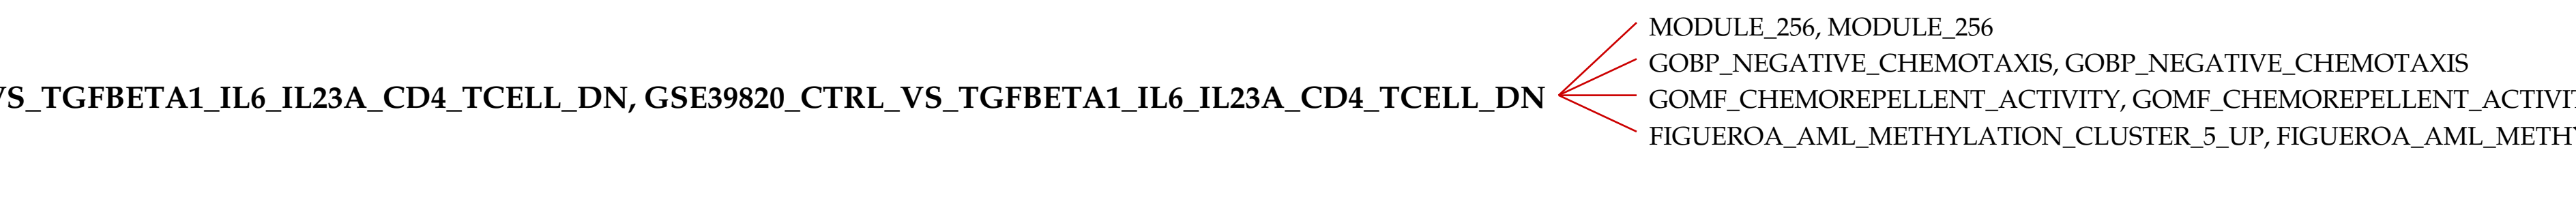 MODULE_256, MODULE_256
GOBP_NEGATIVE_CHEMOTAXIS, GOBP_NEGATIVE_CHEMOTAXIS
VS_TGFBETA1_IL6_IL23A_CD4_TCELL_DN, GSE39820_CTRL_VS_TGFBETA1_IL6_IL23A_CD4_TCELL_DN
GOMF_CHEMOREPELLENT_ACTIVITY, GOMF_CHEMOREPELLENT_ACTIVIT
FIGUEROA_AML_METHYLATION_CLUSTER_5_UP, FIGUEROA_AML_METHY